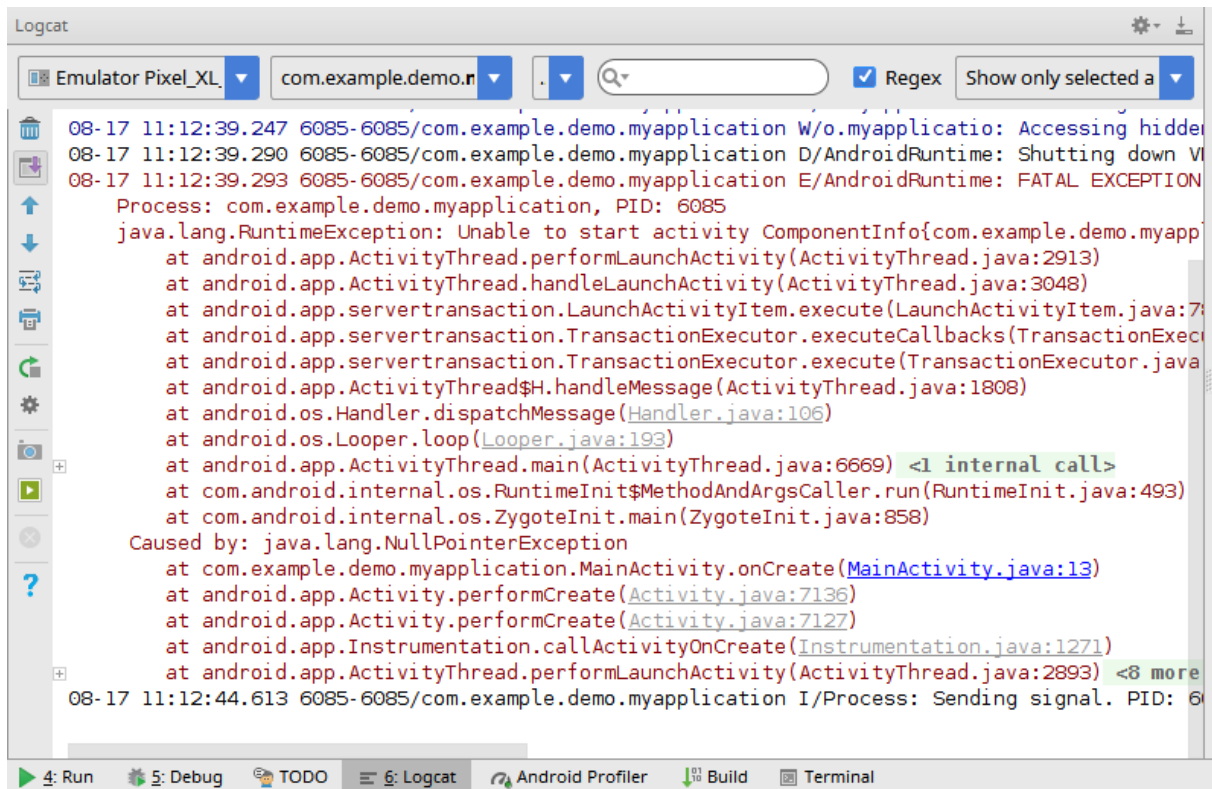 Logcat
Emulator Pixel_XL_ com.example.demo.m . Regex Show only selected a
08-17 11:12:39.247 6085-6085/com.example.demo.myapplication W/o.myapplicatio: Accessing hidden
08-17 11:12:39.290 6085-6085/com.example.demo.myapplication D/AndroidRuntime: Shutting down VM
08-17 11:12:39.293 6085-6085/com.example.demo.myapplication E/AndroidRuntime: FATAL EXCEPTION
Process: com.example.demo.myapplication, PID: 6085
java.lang.RuntimeException: Unable to start activity ComponentInfo{com.example.demo.myappl
at android.app.ActivityThread.performLaunchActivity(ActivityThread.java:2913)
at android.app.ActivityThread.handleLaunchActivity(ActivityThread.java:3048)
at android.app.servertransaction.LaunchActivityItem.execute(LaunchActivityItem.java:78
at android.app.servertransaction.TransactionExecutor.executeCallbacks(TransactionExecu
at android.app.servertransaction.TransactionExecutor.execute(TransactionExecutor.java
at android.app.ActivityThread$H.handleMessage(ActivityThread.java:1808)
at android.os.Handler.dispatchMessage(Handler.java:106)
at android.os.Looper.loop(Looper.java:193)
at android.app.ActivityThread.main(ActivityThread.java:6669) <1 internal call>
at com.android.internal.os.RuntimeInit$MethodAndArgsCaller.run(RuntimeInit.java:493)
at com.android.internal.os.ZygoteInit.main(ZygoteInit.java:858)
Caused by: java.lang.NullPointerException
at com.example.demo.myapplication.MainActivity.onCreate(MainActivity.java:13)
at android.app.Activity.performCreate(Activity.java:7136)
at android.app.Activity.performCreate(Activity.java:7127)
at android.app.Instrumentation.callActivityOnCreate(Instrumentation.java:1271)
at android.app.ActivityThread.performLaunchActivity(ActivityThread.java:2893) <8 more
08-17 11:12:44.613 6085-6085/com.example.demo.myapplication I/Process: Sending signal. PID: 60
4: Run 5: Debug TODO 6: Logcat Android Profiler Build Terminal